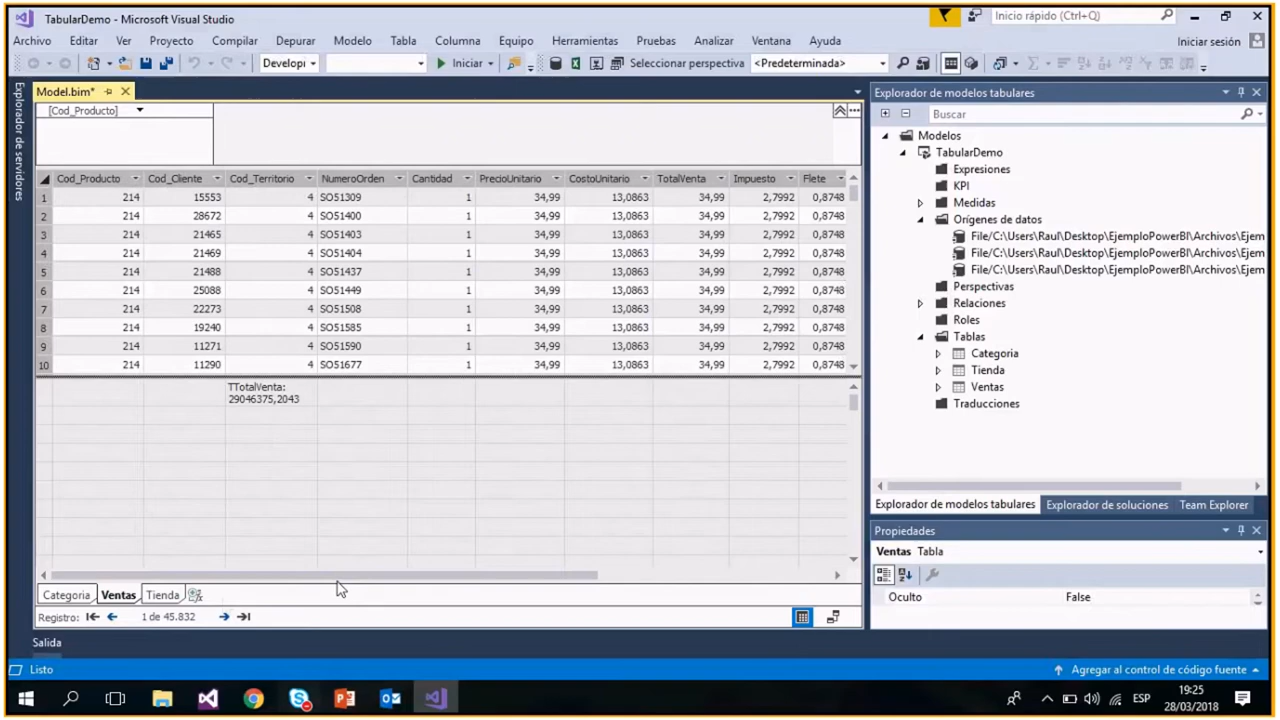 TabularDemo - Microsoft Visual Studio
Inicio rápido (Ctrl+Q)
Archivo Editar Ver Proyecto Compilar Depurar Modelo Tabla Columna Equipo Herramientas Pruebas Analizar Ventana Ayuda Iniciar sesión
Developi Iniciar Seleccionar perspectiva <Predeterminada>
Explorador de servidores
Model.bim*
[Cod_Producto]
Cod_Producto Cod_Cliente Cod_Territorio NumeroOrden Cantidad PrecioUnitario CostoUnitario TotalVenta Impuesto Flete
1 214 15553 4 SO51309 1 34,99 13,0863 34,99 2,7992 0,8748
2 214 28672 4 SO51400 1 34,99 13,0863 34,99 2,7992 0,8748
3 214 21465 4 SO51403 1 34,99 13,0863 34,99 2,7992 0,8748
4 214 21469 4 SO51404 1 34,99 13,0863 34,99 2,7992 0,8748
5 214 21488 4 SO51437 1 34,99 13,0863 34,99 2,7992 0,8748
6 214 25088 4 SO51449 1 34,99 13,0863 34,99 2,7992 0,8748
7 214 22273 4 SO51508 1 34,99 13,0863 34,99 2,7992 0,8748
8 214 19240 4 SO51585 1 34,99 13,0863 34,99 2,7992 0,8748
9 214 11271 4 SO51590 1 34,99 13,0863 34,99 2,7992 0,8748
10 214 11290 4 SO51677 1 34,99 13,0863 34,99 2,7992 0,8748
TTotalVenta:
29046375,2043
Categoria Ventas Tienda
Registro: 1 de 45.832
Explorador de modelos tabulares
Buscar
Modelos
TabularDemo
Expresiones
KPI
Medidas
Orígenes de datos
File/C:\Users\Raul\Desktop\EjemploPowerBI\Archivos\Ejem
File/C:\Users\Raul\Desktop\EjemploPowerBI\Archivos\Ejem
File/C:\Users\Raul\Desktop\EjemploPowerBI\Archivos\Ejem
Perspectivas
Relaciones
Roles
Tablas
Categoria
Tienda
Ventas
Traducciones
Explorador de modelos tabulares Explorador de soluciones Team Explorer
Propiedades
Ventas Tabla
Oculto False
Salida
Listo Agregar al control de código fuente
ESP
19:25
28/03/2018